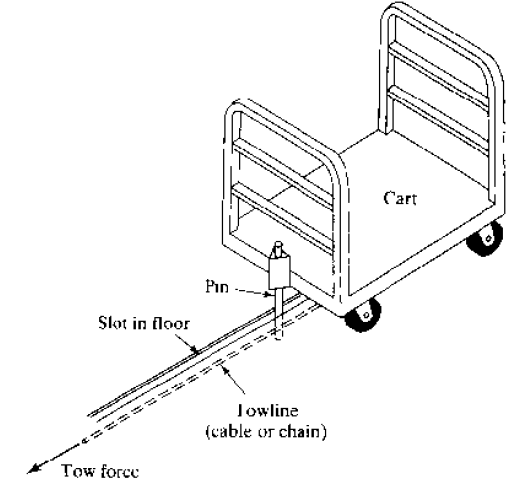 Cart
Pin
Slot in floor
Towline
(cable or chain)
Tow force